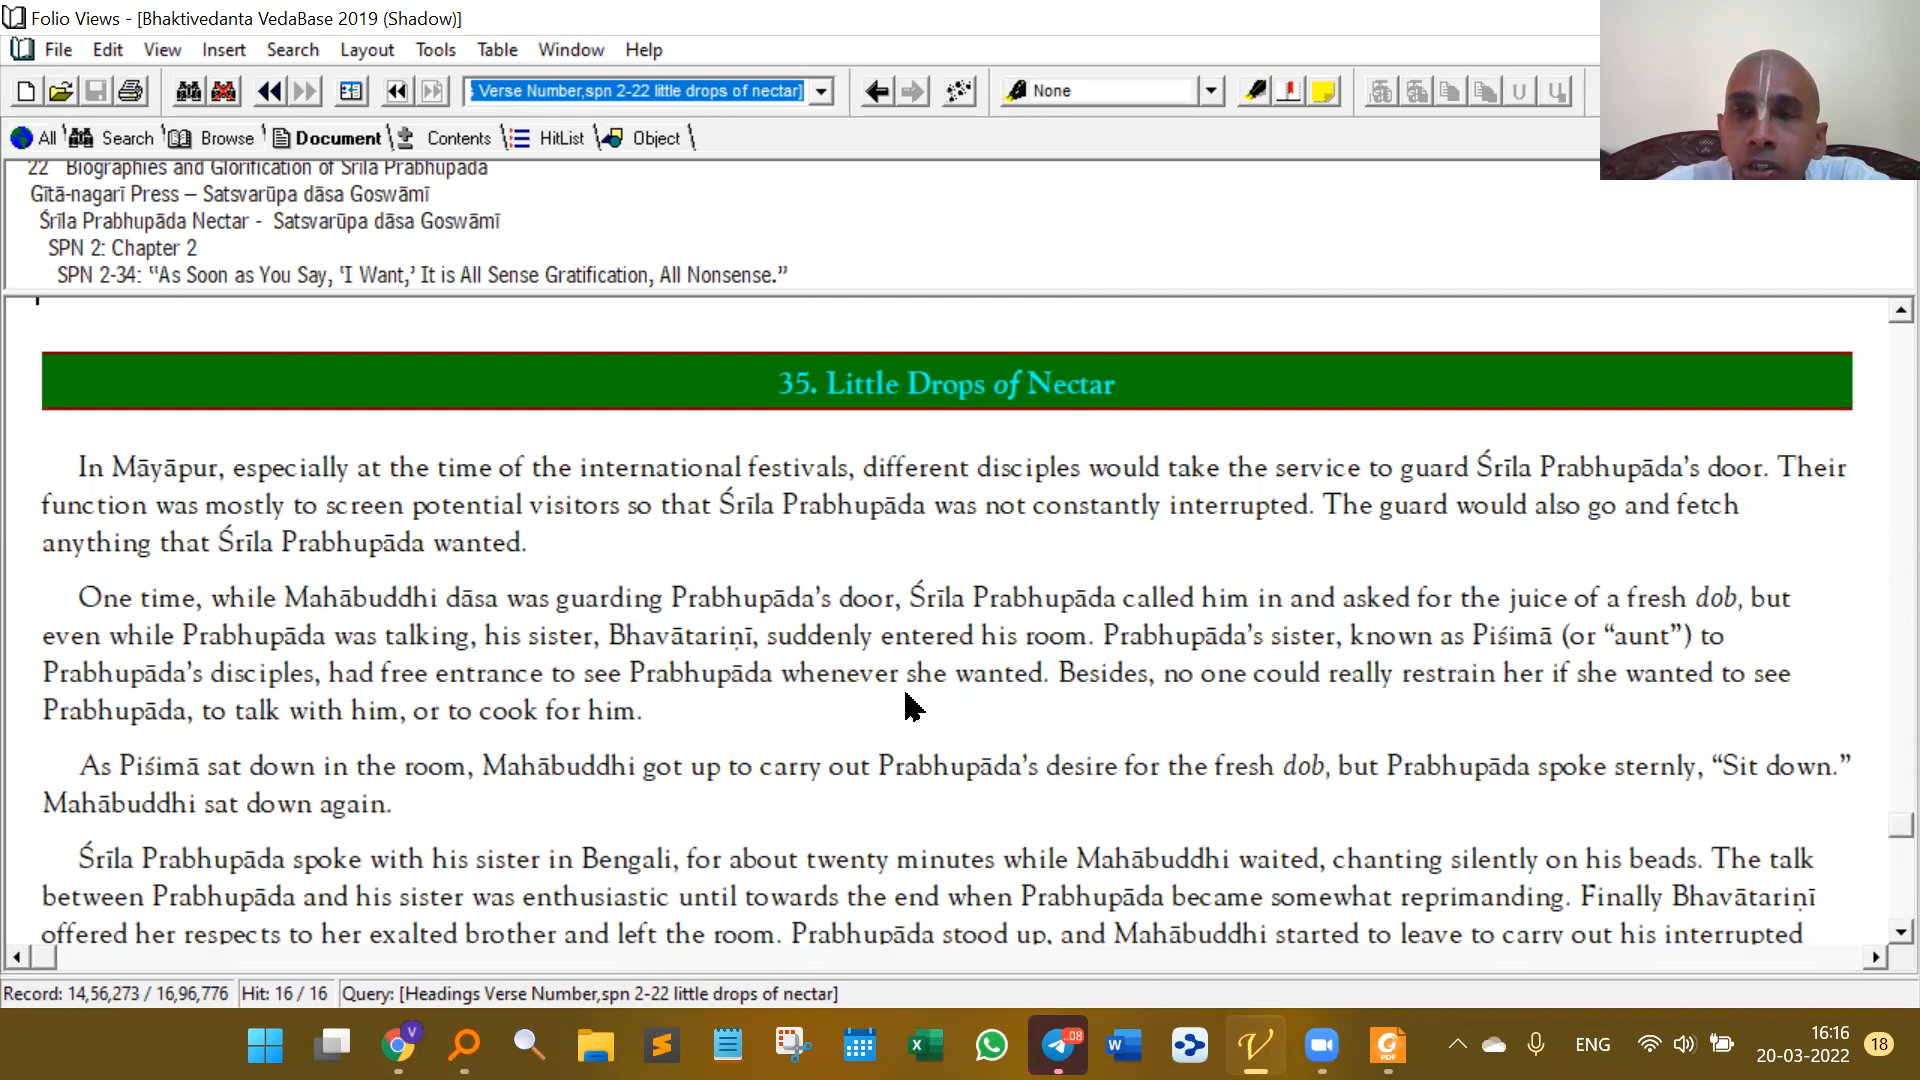 Folio Views - [Bhaktivedanta VedaBase 2019 (Shadow)]
File Edit View Insert Search Layout Tools Table Window Help
Verse Number,spn 2-22 little drops of nectar] None
All Search Browse Document Contents HitList Object
22 Biographies and Glorification of Śrīla Prabhupāda
Gītā-nagarī Press – Satsvarūpa dāsa Goswāmī
Śrīla Prabhupāda Nectar - Satsvarūpa dāsa Goswāmī
SPN 2: Chapter 2
SPN 2-34: “As Soon as You Say, ‘I Want,’ It is All Sense Gratification, All Nonsense.”
35. Little Drops of Nectar
In Māyāpur, especially at the time of the international festivals, different disciples would take the service to guard Śrīla Prabhupāda’s door. Their
function was mostly to screen potential visitors so that Śrīla Prabhupāda was not constantly interrupted. The guard would also go and fetch
anything that Śrīla Prabhupāda wanted.
One time, while Mahābuddhi dāsa was guarding Prabhupāda’s door, Śrīla Prabhupāda called him in and asked for the juice of a fresh dob, but
even while Prabhupāda was talking, his sister, Bhavātariṇī, suddenly entered his room. Prabhupāda’s sister, known as Piśimā (or “aunt”) to
Prabhupāda’s disciples, had free entrance to see Prabhupāda whenever she wanted. Besides, no one could really restrain her if she wanted to see
Prabhupāda, to talk with him, or to cook for him.
As Piśimā sat down in the room, Mahābuddhi got up to carry out Prabhupāda’s desire for the fresh dob, but Prabhupāda spoke sternly, “Sit down.”
Mahābuddhi sat down again.
Śrīla Prabhupāda spoke with his sister in Bengali, for about twenty minutes while Mahābuddhi waited, chanting silently on his beads. The talk
between Prabhupāda and his sister was enthusiastic until towards the end when Prabhupāda became somewhat reprimanding. Finally Bhavātariṇī
offered her respects to her exalted brother and left the room. Prabhupāda stood up, and Mahābuddhi started to leave to carry out his interrupted
Record: 14,56,273 / 16,96,776 Hit: 16 / 16 Query: [Headings Verse Number,spn 2-22 little drops of nectar]
ENG 16:16
20-03-2022 18